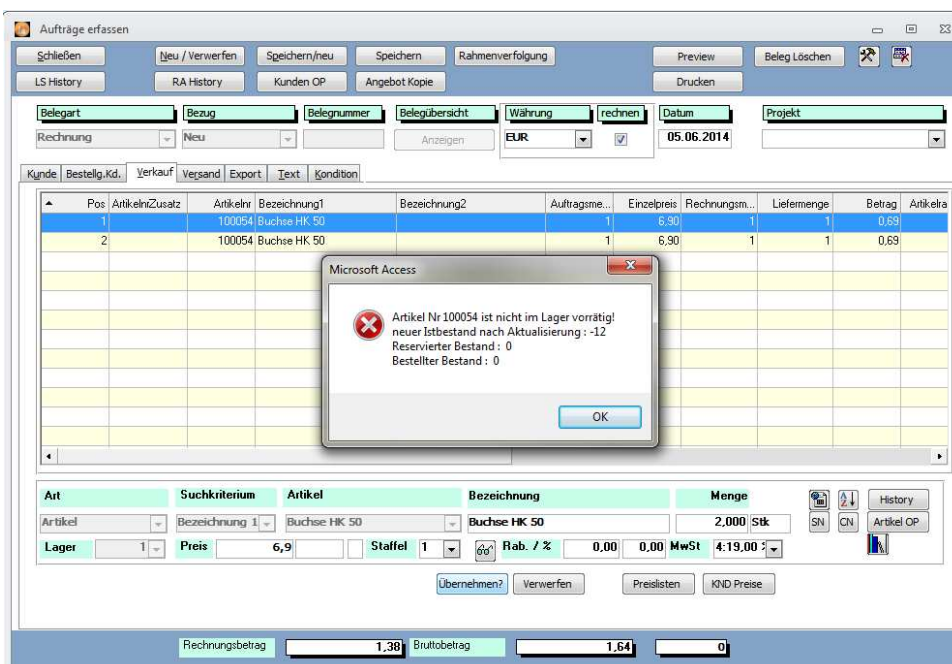 Aufträge erfassen
Schließen Neu / Verwerfen Speichern/neu Speichern Rahmenverfolgung Preview Beleg Löschen
LS History RA History Kunden OP Angebot Kopie Drucken
Belegart Bezug Belegnummer Belegübersicht Währung rechnen Datum Projekt
Rechnung Neu Anzeigen EUR 05.06.2014
Kunde Bestellg.Kd. Verkauf Versand Export Text Kondition
Pos ArtikelnrZusatz Artikelnr Bezeichnung1 Bezeichnung2 Auftragsme... Einzelpreis Rechnungsm... Liefermenge Betrag Artikelra
1 100054 Buchse HK 50 1 6,90 1 1 0,69
2 100054 Buchse HK 50 1 6,90 1 1 0,69
Microsoft Access
Artikel Nr 100054 ist nicht im Lager vorrätig!
neuer Istbestand nach Aktualisierung : -12
Reservierter Bestand : 0
Bestellter Bestand : 0
OK
Art Suchkriterium Artikel Bezeichnung Menge History
Artikel Bezeichnung 1 Buchse HK 50 Buchse HK 50 2,000 Stk SN CN Artikel OP
Lager 1 Preis 6,9 Staffel 1 Rab. / % 0,00 0,00 MwSt 4:19,00
Übernehmen? Verwerfen Preislisten KND Preise
Rechnungsbetrag 1,38 Bruttobetrag 1,64 0